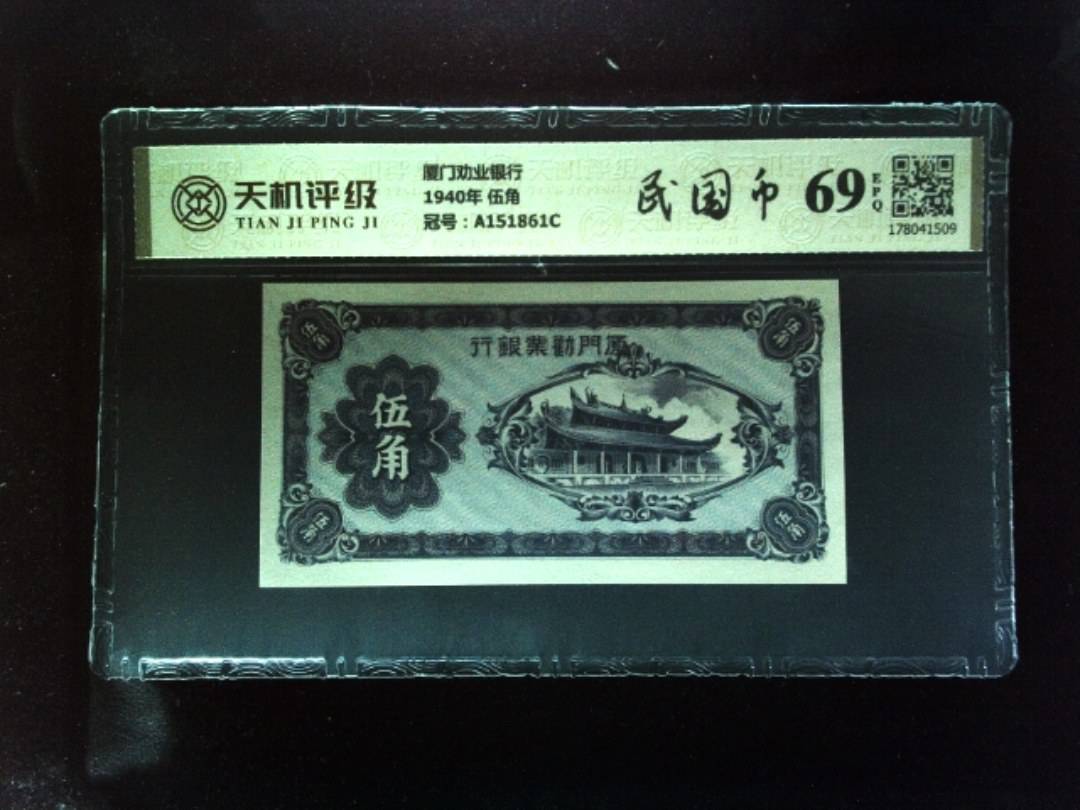 天机评级
TIAN JI PING JI
厦门劝业银行
1940年 伍角
冠号：A151861C
民国币
69
EPQ
178041509
伍角
伍角
行銀業勸門厦
伍角
伍角
伍角